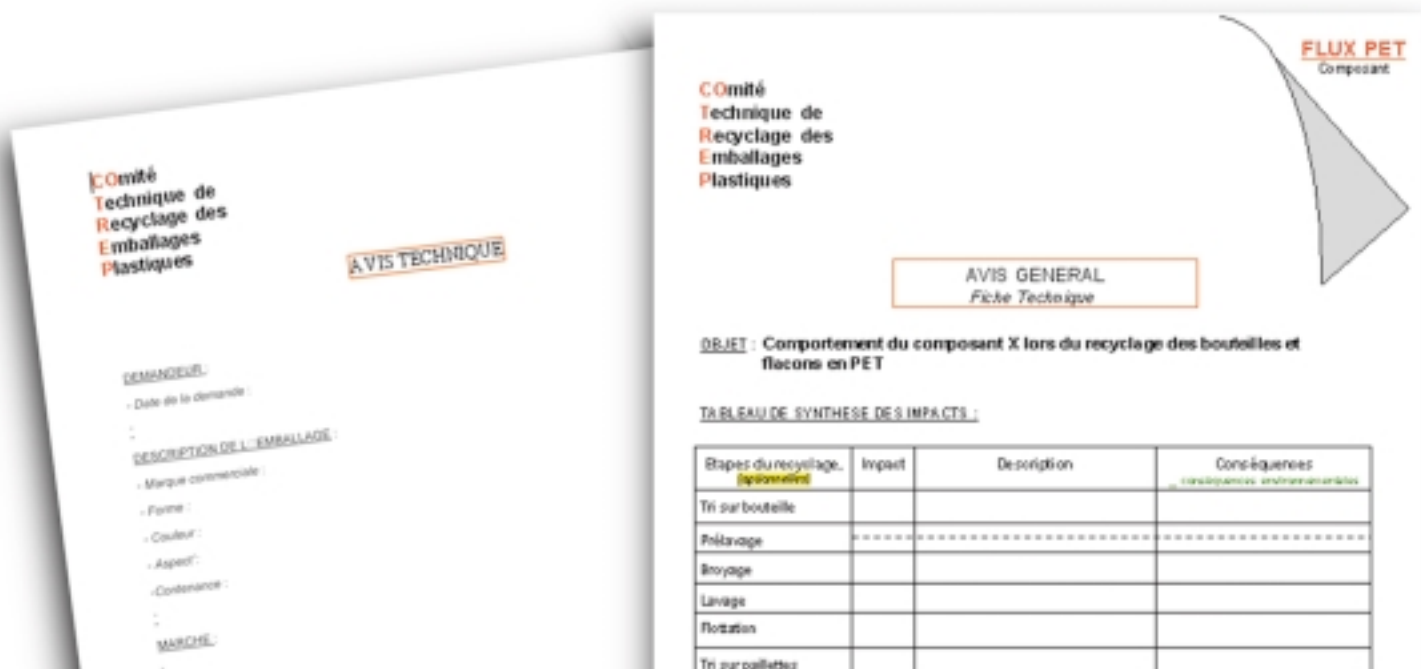 COmité
Technique de
Recyclage des
Emballages
Plastiques
AVIS TECHNIQUE
DEMANDEUR :
- Date de la demande :
:
DESCRIPTION DE L'EMBALLAGE :
- Marque commerciale :
- Forme :
- Couleur :
- Aspect :
-Contenance :
:
MARCHE :
FLUX PET
Composant
COmité
Technique de
Recyclage des
Emballages
Plastiques
AVIS GENERAL
Fiche Technique
OBJET : Comportement du composant X lors du recyclage des bouteilles et
flacons en PET
TABLEAU DE SYNTHESE DES IMPACTS :
Etapes du recyclage Impact Description Conséquences
conséquences environnementales
Tri sur bouteille
Prélavage
Broyage
Lavage
Flottation
Tri sur paillettes